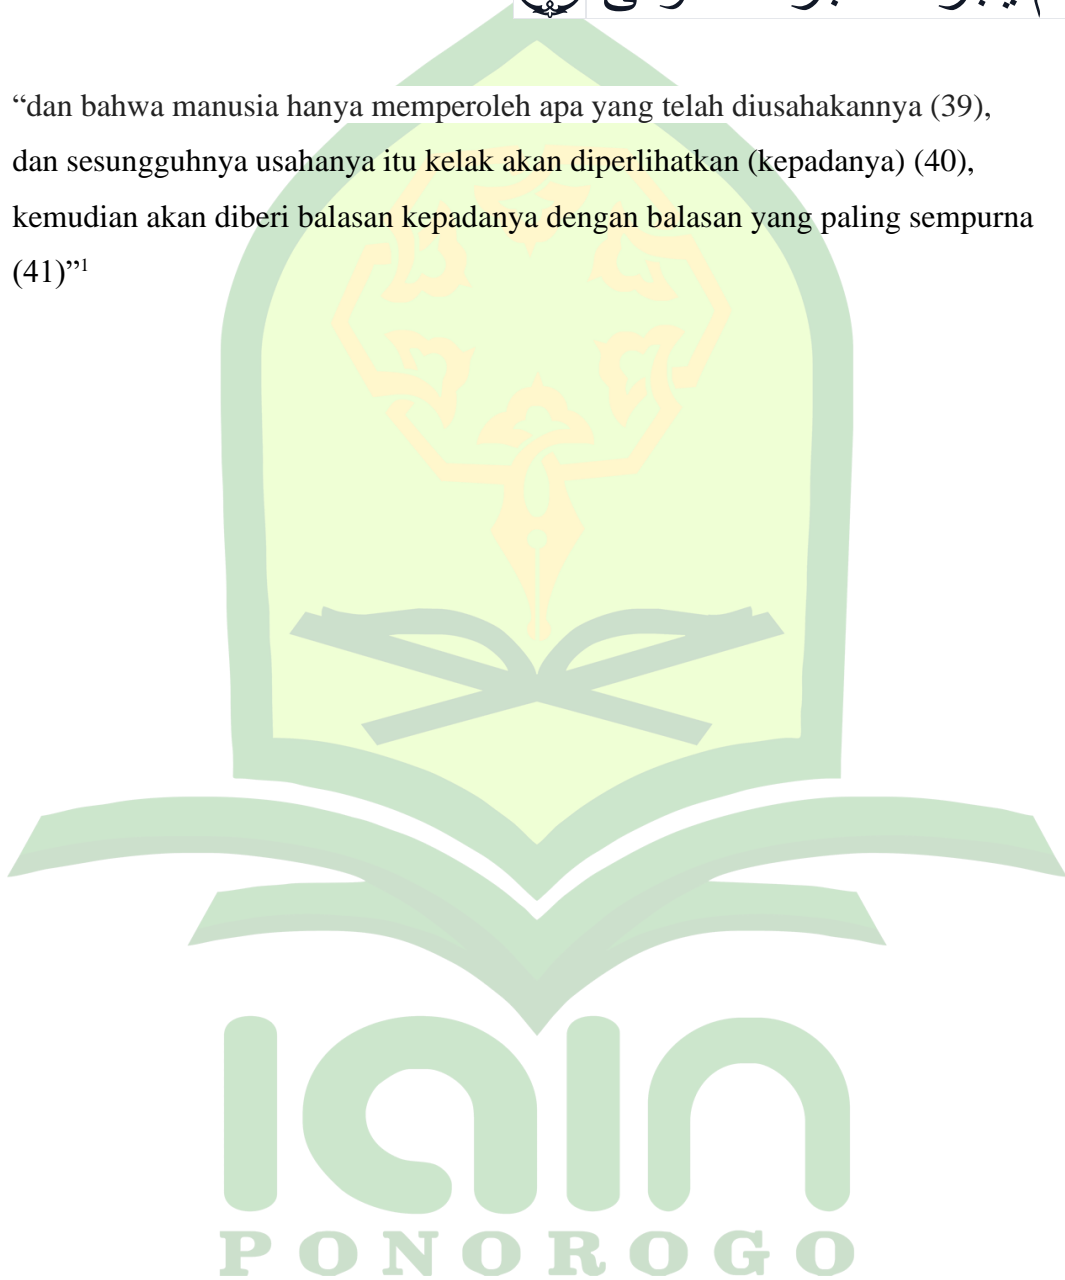 “dan bahwa manusia hanya memperoleh apa yang telah diusahakannya (39),
dan sesungguhnya usahanya itu kelak akan diperlihatkan (kepadanya) (40),
kemudian akan diberi balasan kepadanya dengan balasan yang paling sempurna
(41)”1
iain
PONOROGO